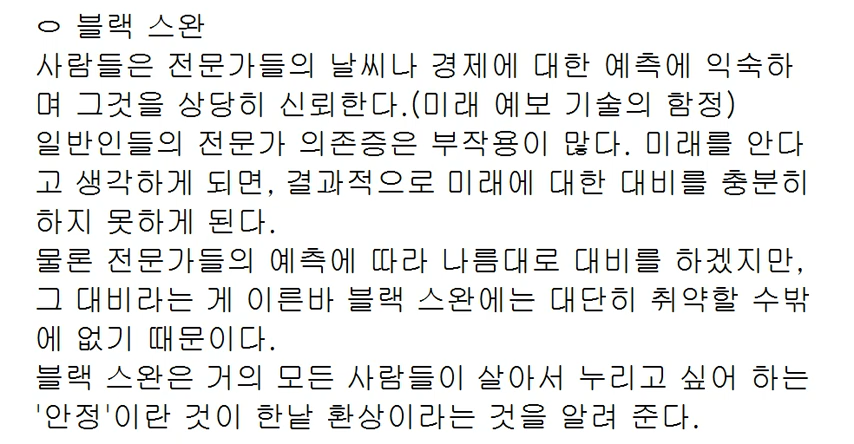 ㅇ 블랙 스완
사람들은 전문가들의 날씨나 경제에 대한 예측에 익숙하
며 그것을 상당히 신뢰한다.(미래 예보 기술의 함정)
일반인들의 전문가 의존증은 부작용이 많다. 미래를 안다
고 생각하게 되면, 결과적으로 미래에 대한 대비를 충분히
하지 못하게 된다.
물론 전문가들의 예측에 따라 나름대로 대비를 하겠지만,
그 대비라는 게 이른바 블랙 스완에는 대단히 취약할 수밖
에 없기 때문이다.
블랙 스완은 거의 모든 사람들이 살아서 누리고 싶어 하는
'안정'이란 것이 한낱 환상이라는 것을 알려 준다.